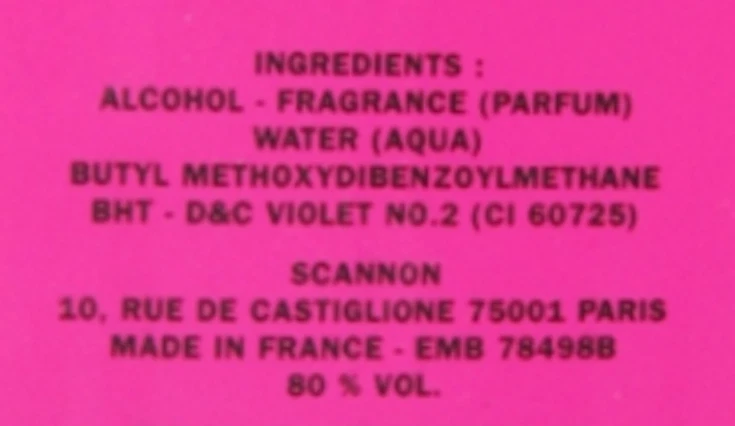 INGREDIENTS :
ALCOHOL - FRAGRANCE (PARFUM)
WATER (AQUA)
BUTYL METHOXYDIBENZOYLMETHANE
BHT - D&C VIOLET NO.2 (CI 60725)
SCANNON
10, RUE DE CASTIGLIONE 75001 PARIS
MADE IN FRANCE - EMB 78498B
80 % VOL.